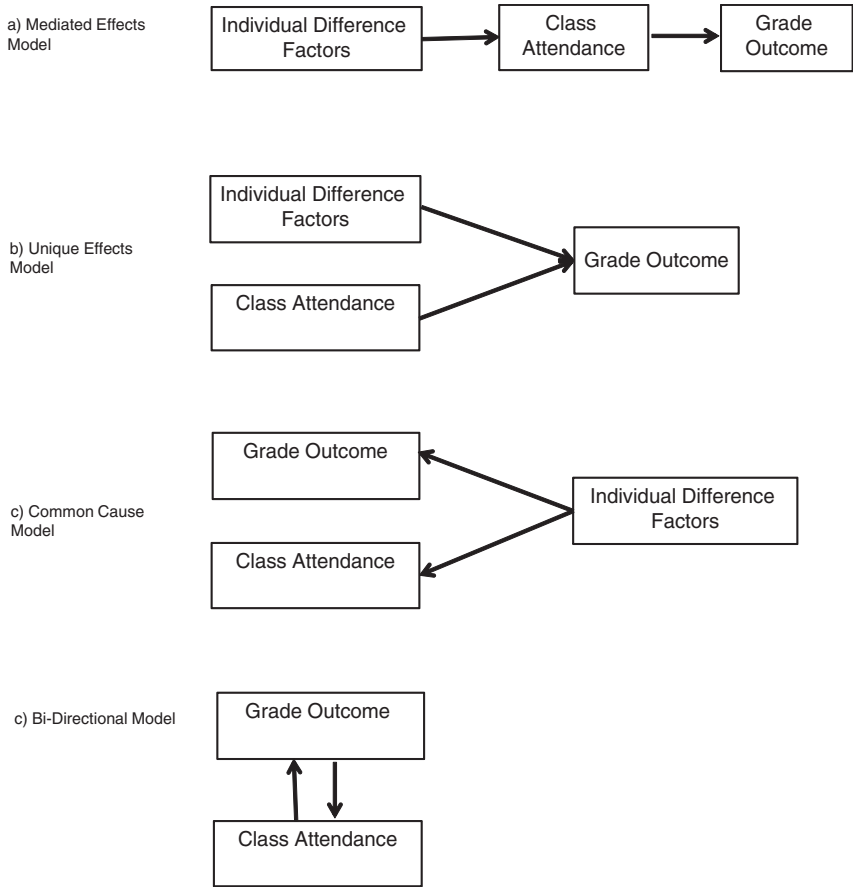 a) Mediated Effects
Model
Individual Difference
Factors
Class
Attendance
Grade
Outcome
b) Unique Effects
Model
Individual Difference
Factors
Class Attendance
Grade Outcome
c) Common Cause
Model
Grade Outcome
Class Attendance
Individual Difference
Factors
c) Bi-Directional Model
Grade Outcome
Class Attendance